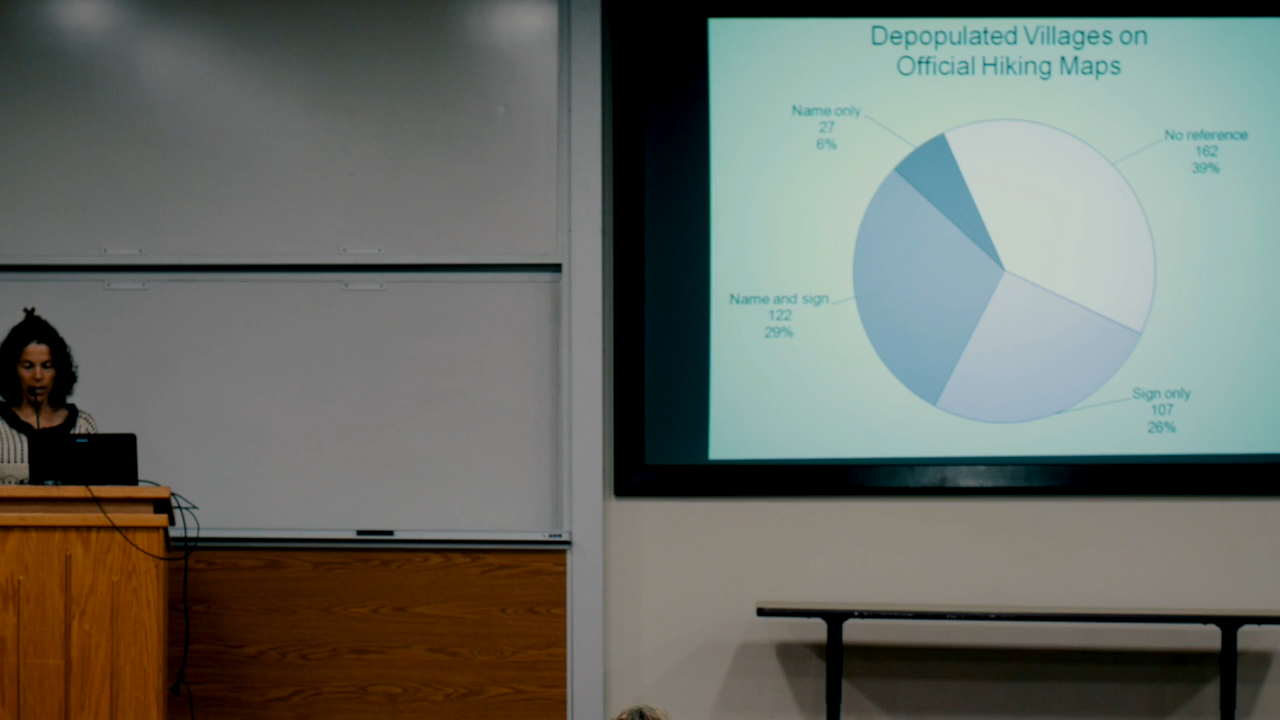 Depopulated Villages on
Official Hiking Maps
Name only
27
6%
No reference
162
39%
Name and sign
122
29%
Sign only
107
26%